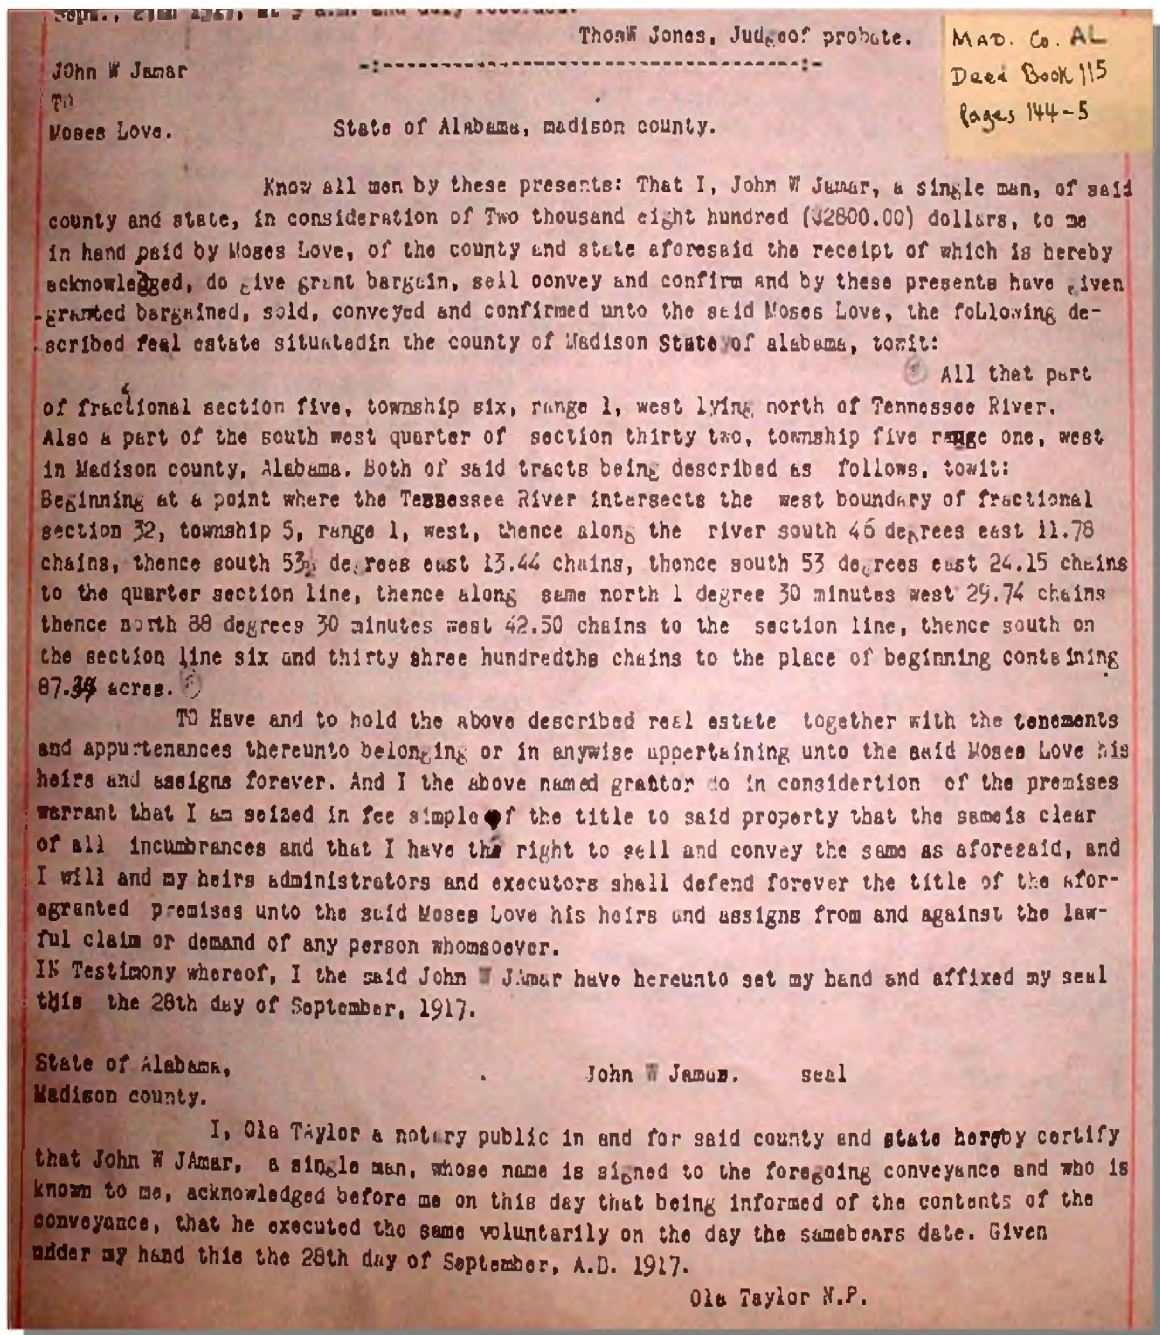 ThosW Jones, Judgeof probate.
MAD. Co. AL
Deed Book 115
Pages 144-5
JOhn W Jamar
-:-----------------------------------------:-
TO
Moses Love.
State of Alabama, madison county.
Know all men by these presents: That I, John W Jamar, a single man, of said
county and state, in consideration of Two thousand eight hundred ($2800.00) dollars, to me
in hand paid by Moses Love, of the county and state aforesaid the receipt of which is hereby
acknowledged, do give grant bargain, sell convey and confirm and by these presents have given
granted bargained, sold, conveyed and confirmed unto the said Moses Love, the following de-
scribed real estate situatedin the county of Madison State of alabama, towit:
All that part
of fractional section five, township six, range 1, west lying north of Tennessee River.
Also a part of the south west quarter of section thirty two, township five range one, west
in Madison county, Alabama. Both of said tracts being described as follows, towit:
Beginning at a point where the Tennessee River intersects the west boundary of fractional
section 32, township 5, range 1, west, thence along the river south 46 degrees east 11.78
chains, thence south 53½ degrees east 13.44 chains, thence south 53 degrees east 24.15 chains
to the quarter section line, thence along same north 1 degree 30 minutes west 29.74 chains
thence north 88 degrees 30 minutes west 42.50 chains to the section line, thence south on
the section line six and thirty shree hundredths chains to the place of beginning containing
87. acres.
TO Have and to hold the above described real estate together with the tenements
and appurtenances thereunto belonging or in anywise appertaining unto the said Moses Love his
heirs and assigns forever. And I the above named grantor do in considertion of the premises
warrant that I am seized in fee simple of the title to said property that the sameis clear
of all incumbrances and that I have the right to sell and convey the same as aforesaid, and
I will and my heirs administrators and executors shall defend forever the title of the afor-
egranted premises unto the said Moses Love his heirs and assigns from and against the law-
ful claim or demand of any person whomsoever.
IN Testimony whereof, I the said John W JAmar have hereunto set my hand and affixed my seal
this the 28th day of September, 1917.
State of Alabama,
John W Jamar. seal
Madison county.
I, Ola TAylor a notary public in and for said county and state hereby certify
that John W JAmar, a single man, whose name is signed to the foregoing conveyance and who is
known to me, acknowledged before me on this day that being informed of the contents of the
conveyance, that he executed the same voluntarily on the day the samebears date. Given
under my hand this the 28th day of September, A.D. 1917.
Ola Taylor N.P.